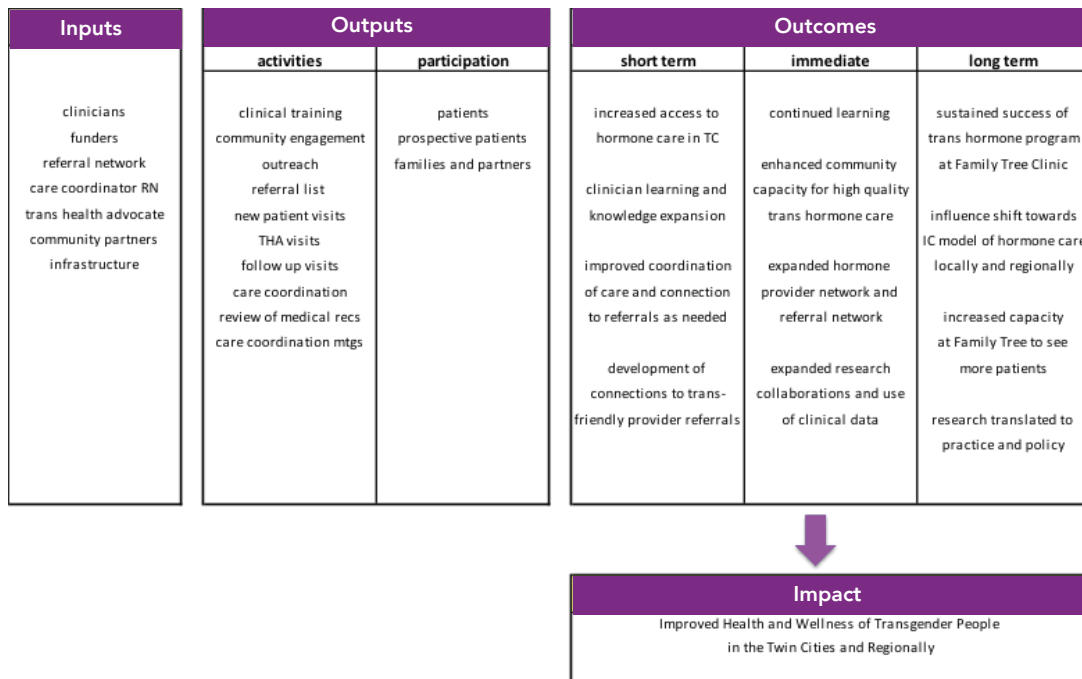 Inputs
clinicians
funders
referral network
care coordinator RN
trans health advocate
community partners
infrastructure
Outputs
activities
clinical training
community engagement
outreach
referral list
new patient visits
THA visits
follow up visits
care coordination
review of medical recs
care coordination mtgs
participation
patients
prospective patients
families and partners
Outcomes
short term
increased access to
hormone care in TC
clinician learning and
knowledge expansion
improved coordination
of care and connection
to referrals as needed
development of
connections to trans-
friendly provider referrals
immediate
continued learning
enhanced community
capacity for high quality
trans hormone care
expanded hormone
provider network and
referral network
expanded research
collaborations and use
of clinical data
long term
sustained success of
trans hormone program
at Family Tree Clinic
influence shift towards
IC model of hormone care
locally and regionally
increased capacity
at Family Tree to see
more patients
research translated to
practice and policy
Impact
Improved Health and Wellness of Transgender People
in the Twin Cities and Regionally